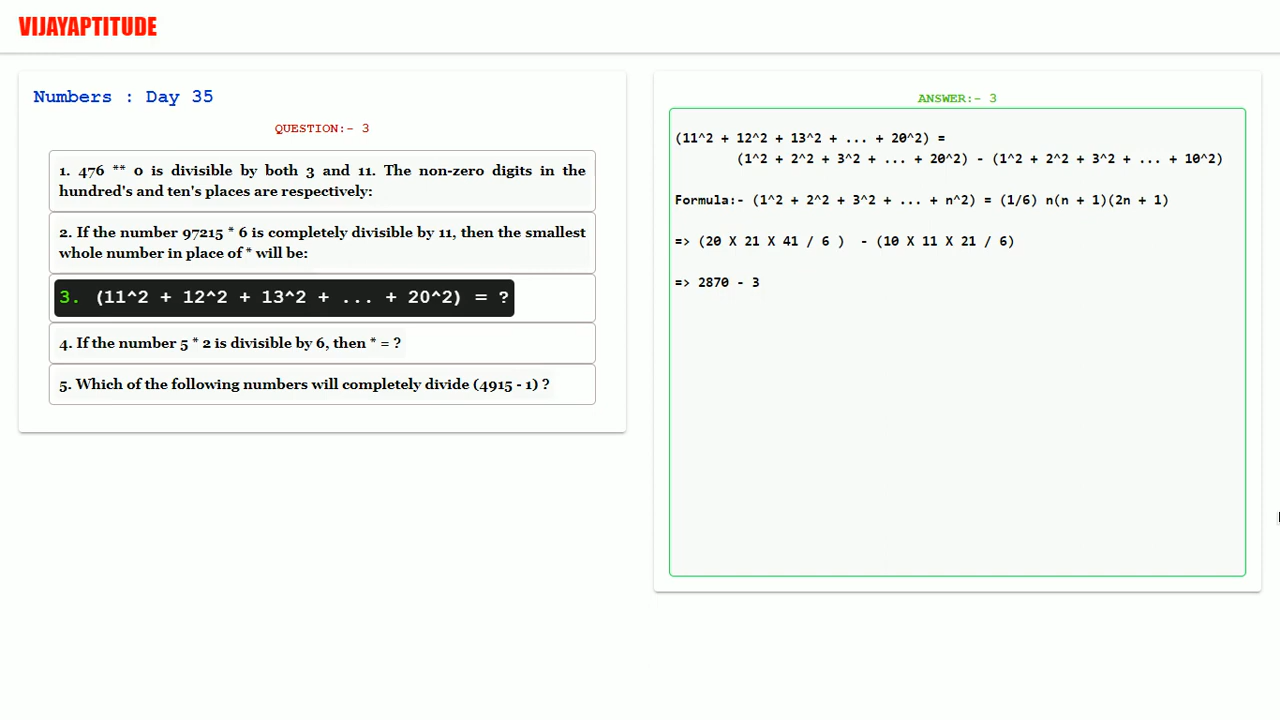 VIJAYAPTITUDE
Numbers : Day 35
QUESTION:- 3
1. 476 ** 0 is divisible by both 3 and 11. The non-zero digits in the
hundred's and ten's places are respectively:
2. If the number 97215 * 6 is completely divisible by 11, then the smallest
whole number in place of * will be:
3. (11^2 + 12^2 + 13^2 + ... + 20^2) = ?
4. If the number 5 * 2 is divisible by 6, then * = ?
5. Which of the following numbers will completely divide (4915 - 1) ?
ANSWER:- 3
(11^2 + 12^2 + 13^2 + ... + 20^2) =
(1^2 + 2^2 + 3^2 + ... + 20^2) - (1^2 + 2^2 + 3^2 + ... + 10^2)
Formula:- (1^2 + 2^2 + 3^2 + ... + n^2) = (1/6) n(n + 1)(2n + 1)
=> (20 X 21 X 41 / 6 ) - (10 X 11 X 21 / 6)
=> 2870 - 3